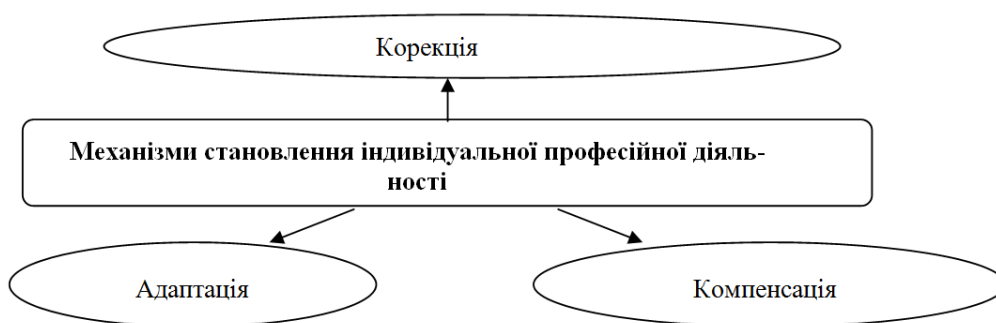 Корекція
Механізми становлення індивідуальної професійної діяль-
ності
Адаптація
Компенсація